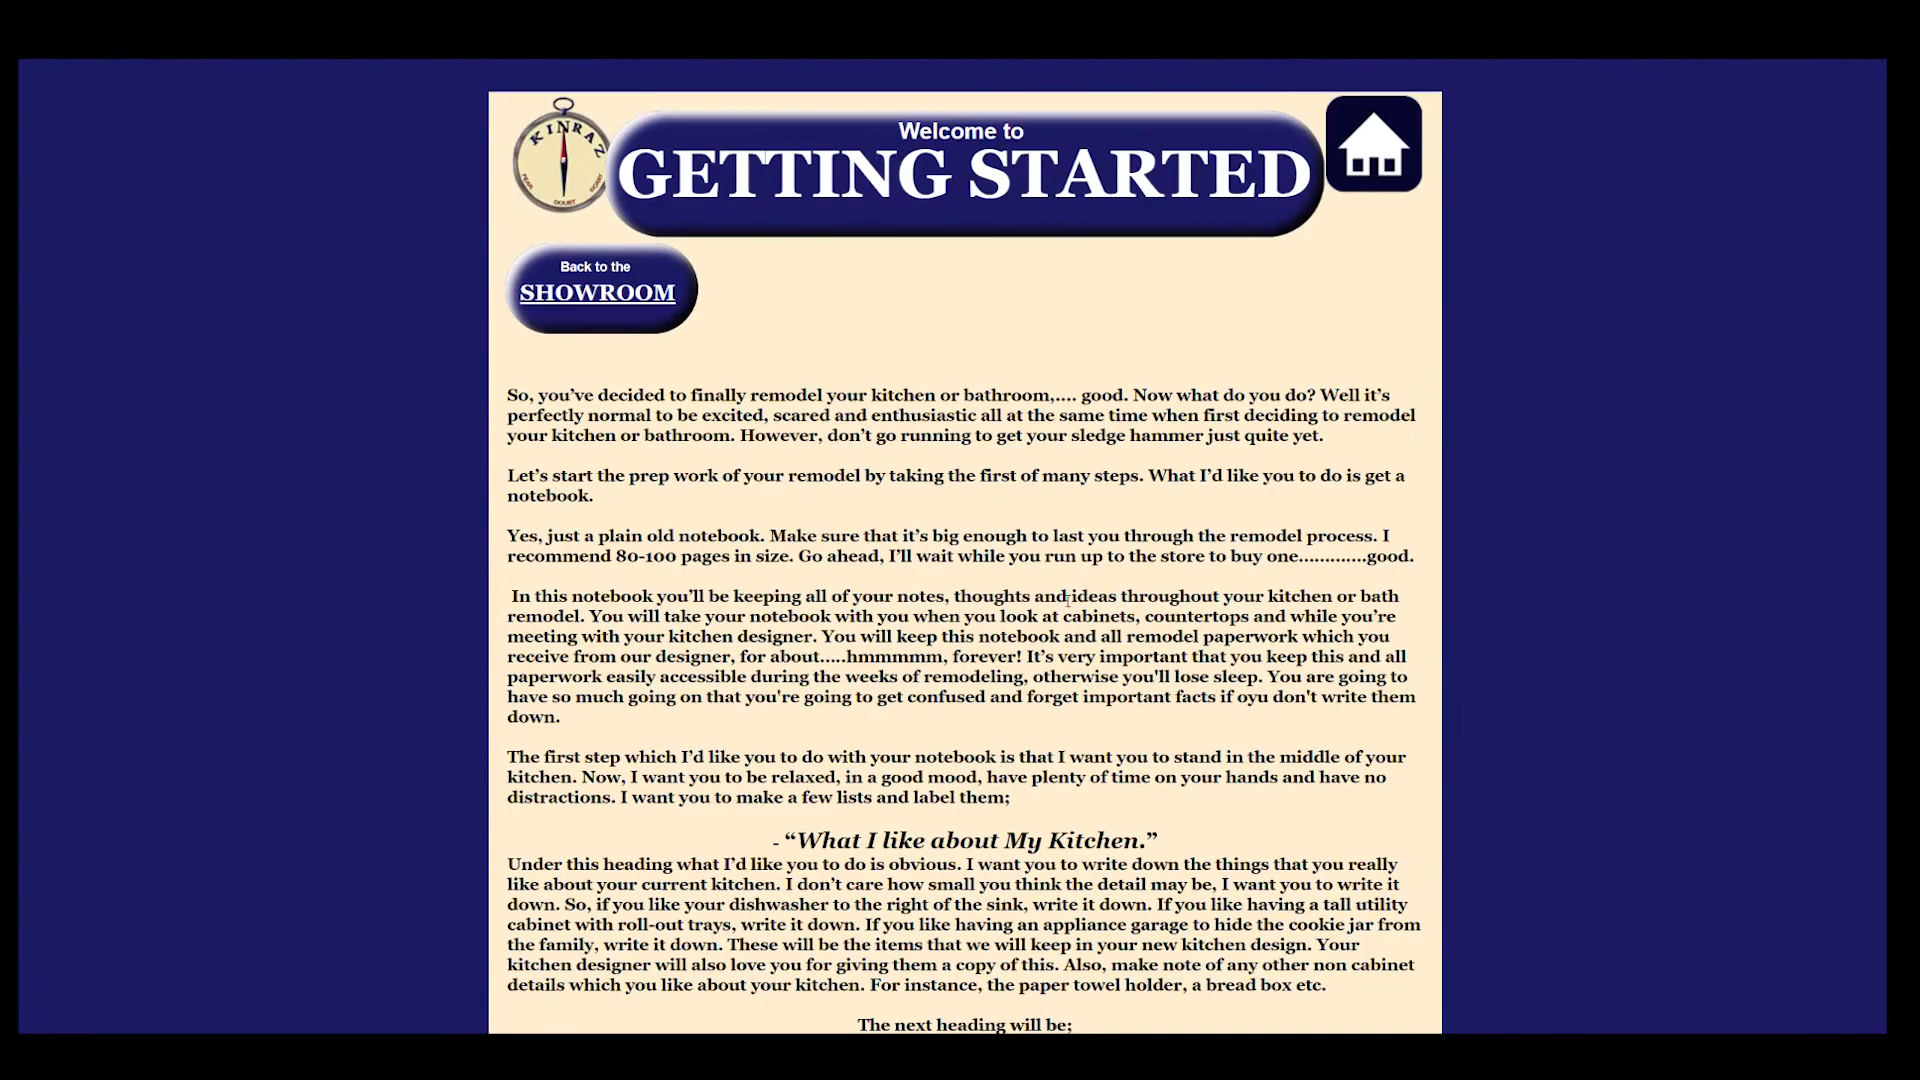 KINRAZ
FEAR
DOUBT
WORRY
Welcome to
GETTING STARTED
Back to the
SHOWROOM
So, you’ve decided to finally remodel your kitchen or bathroom,.... good. Now what do you do? Well it’s
perfectly normal to be excited, scared and enthusiastic all at the same time when first deciding to remodel
your kitchen or bathroom. However, don’t go running to get your sledge hammer just quite yet.
Let’s start the prep work of your remodel by taking the first of many steps. What I’d like you to do is get a
notebook.
Yes, just a plain old notebook. Make sure that it’s big enough to last you through the remodel process. I
recommend 80-100 pages in size. Go ahead, I’ll wait while you run up to the store to buy one.............good.
In this notebook you’ll be keeping all of your notes, thoughts and ideas throughout your kitchen or bath
remodel. You will take your notebook with you when you look at cabinets, countertops and while you’re
meeting with your kitchen designer. You will keep this notebook and all remodel paperwork which you
receive from our designer, for about.....hmmmmm, forever! It’s very important that you keep this and all
paperwork easily accessible during the weeks of remodeling, otherwise you'll lose sleep. You are going to
have so much going on that you're going to get confused and forget important facts if oyu don't write them
down.
The first step which I’d like you to do with your notebook is that I want you to stand in the middle of your
kitchen. Now, I want you to be relaxed, in a good mood, have plenty of time on your hands and have no
distractions. I want you to make a few lists and label them;
- “What I like about My Kitchen.”
Under this heading what I’d like you to do is obvious. I want you to write down the things that you really
like about your current kitchen. I don’t care how small you think the detail may be, I want you to write it
down. So, if you like your dishwasher to the right of the sink, write it down. If you like having a tall utility
cabinet with roll-out trays, write it down. If you like having an appliance garage to hide the cookie jar from
the family, write it down. These will be the items that we will keep in your new kitchen design. Your
kitchen designer will also love you for giving them a copy of this. Also, make note of any other non cabinet
details which you like about your kitchen. For instance, the paper towel holder, a bread box etc.
The next heading will be;